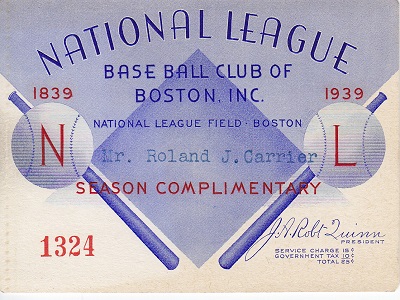 NATIONAL LEAGUE
BASE BALL CLUB OF
BOSTON, INC.
1839 1939
NATIONAL LEAGUE FIELD · BOSTON
N L
Mr. Roland J. Carrier
SEASON COMPLIMENTARY
1324
J.A. Robt Quinn
PRESIDENT
SERVICE CHARGE 15¢
GOVERNMENT TAX 10¢
TOTAL 25¢